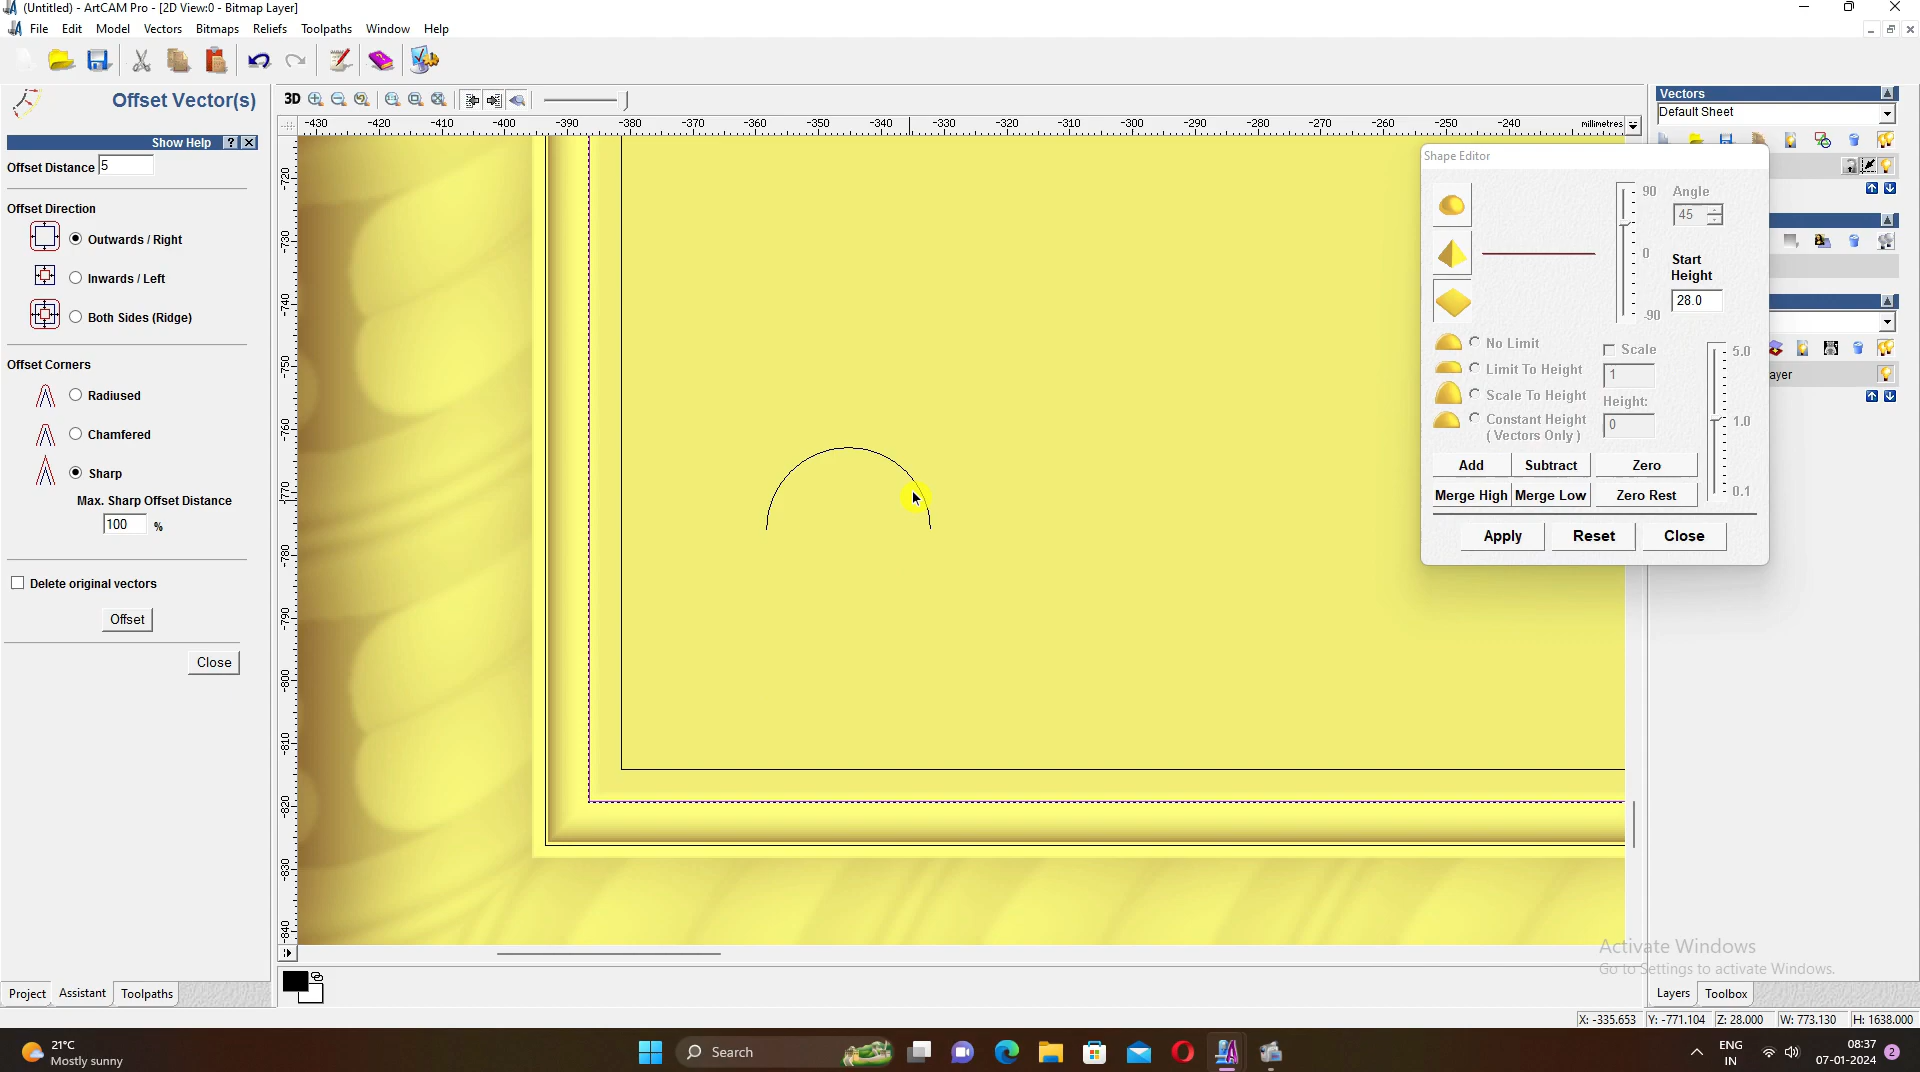 (Untitled) - ArtCAM Pro - [2D View:0 - Bitmap Layer]
File Edit Model Vectors Bitmaps Reliefs Toolpaths Window Help
Offset Vector(s)
Show Help ?
Offset Distance 5
Offset Direction
Outwards / Right
Inwards / Left
Both Sides (Ridge)
Offset Corners
Radiused
Chamfered
Sharp
Max. Sharp Offset Distance
100 %
Delete original vectors
Offset
Close
Project Assistant Toolpaths
3D
-430 -420 -410 -400 -390 -380 -370 -360 -350 -340 -330 -320 -310 -300 -290 -280 -270 -260 -250 -240 millimetres
-720
-730
-740
-750
-760
-770
-780
-790
-800
-810
-820
-830
-840
Vectors
Default Sheet
Shape Editor
90 Angle
45
0 Start
Height
28.0
-90
No Limit Scale 5.0
Limit To Height 1
Scale To Height Height:
Constant Height 0 1.0
( Vectors Only )
Add Subtract Zero
Merge High Merge Low Zero Rest 0.1
Apply Reset Close
ayer
Activate Windows
Go to Settings to activate Windows.
Layers Toolbox
X: -335.653 Y: -771.104 Z: 28.000 W: 773.130 H: 1638.000
21°C
Mostly sunny
Search
ENG
IN
08:37
07-01-2024
2